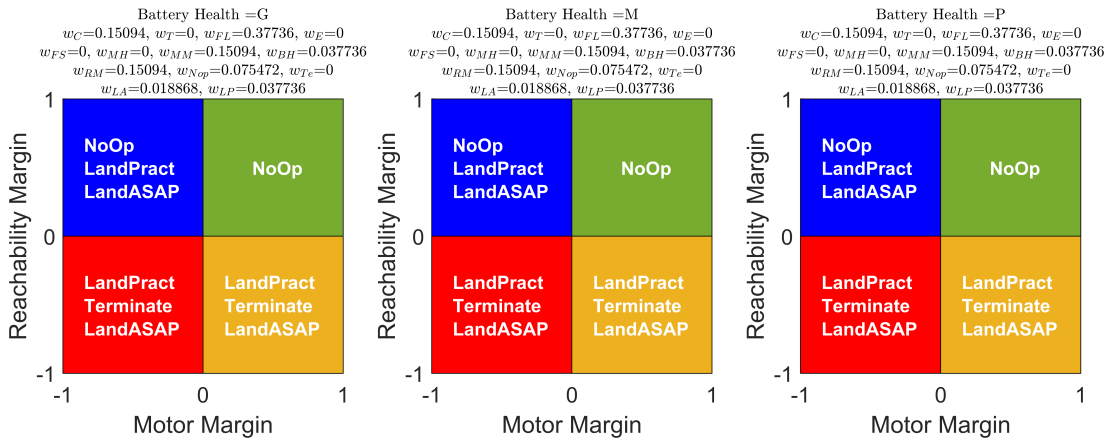 Battery Health =G
w_C=0.15094, w_T=0, w_FL=0.37736, w_E=0
w_FS=0, w_MH=0, w_MM=0.15094, w_BH=0.037736
w_RM=0.15094, w_Nop=0.075472, w_Te=0
w_LA=0.018868, w_LP=0.037736
1
0
-1
Reachability Margin
NoOp
LandPract
LandASAP
NoOp
LandPract
Terminate
LandASAP
LandPract
Terminate
LandASAP
-1 0 1
Motor Margin
Battery Health =M
w_C=0.15094, w_T=0, w_FL=0.37736, w_E=0
w_FS=0, w_MH=0, w_MM=0.15094, w_BH=0.037736
w_RM=0.15094, w_Nop=0.075472, w_Te=0
w_LA=0.018868, w_LP=0.037736
1
0
-1
Reachability Margin
NoOp
LandPract
LandASAP
NoOp
LandPract
Terminate
LandASAP
LandPract
Terminate
LandASAP
-1 0 1
Motor Margin
Battery Health =P
w_C=0.15094, w_T=0, w_FL=0.37736, w_E=0
w_FS=0, w_MH=0, w_MM=0.15094, w_BH=0.037736
w_RM=0.15094, w_Nop=0.075472, w_Te=0
w_LA=0.018868, w_LP=0.037736
1
0
-1
Reachability Margin
NoOp
LandPract
LandASAP
NoOp
LandPract
Terminate
LandASAP
LandPract
Terminate
LandASAP
-1 0 1
Motor Margin